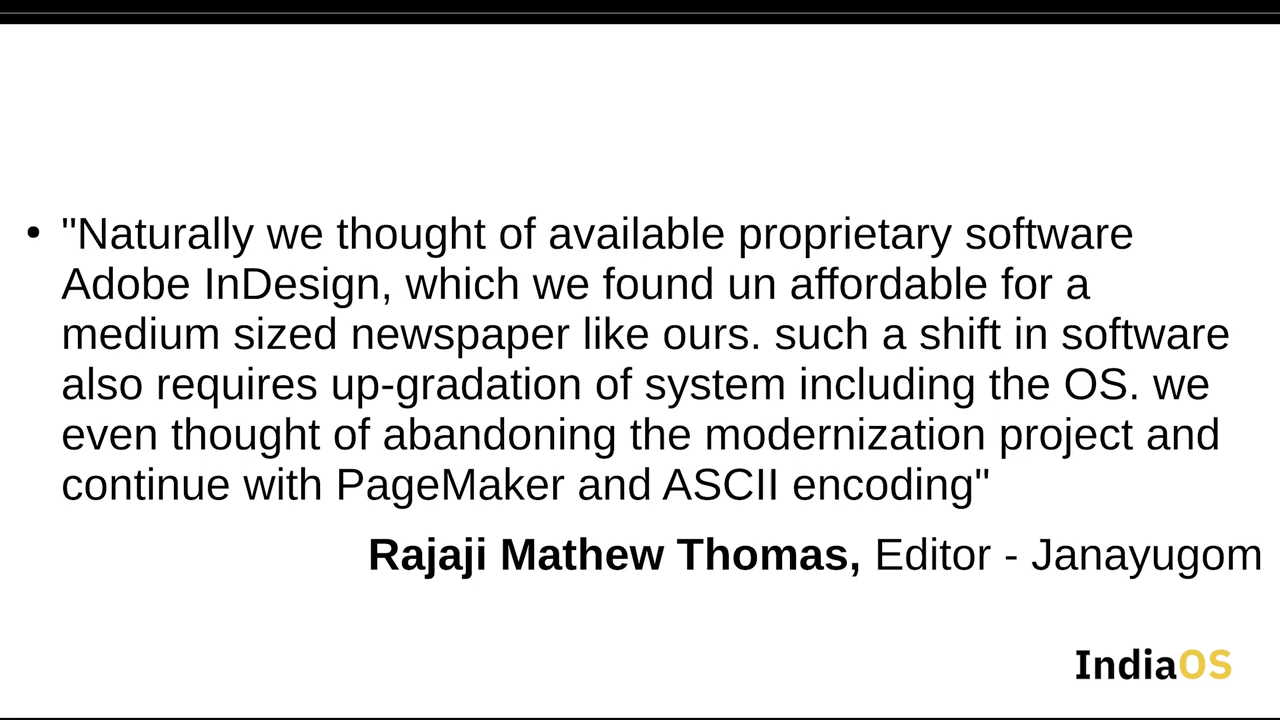 • "Naturally we thought of available proprietary software
Adobe InDesign, which we found un affordable for a
medium sized newspaper like ours. such a shift in software
also requires up-gradation of system including the OS. we
even thought of abandoning the modernization project and
continue with PageMaker and ASCII encoding"
Rajaji Mathew Thomas, Editor - Janayugom
IndiaOS